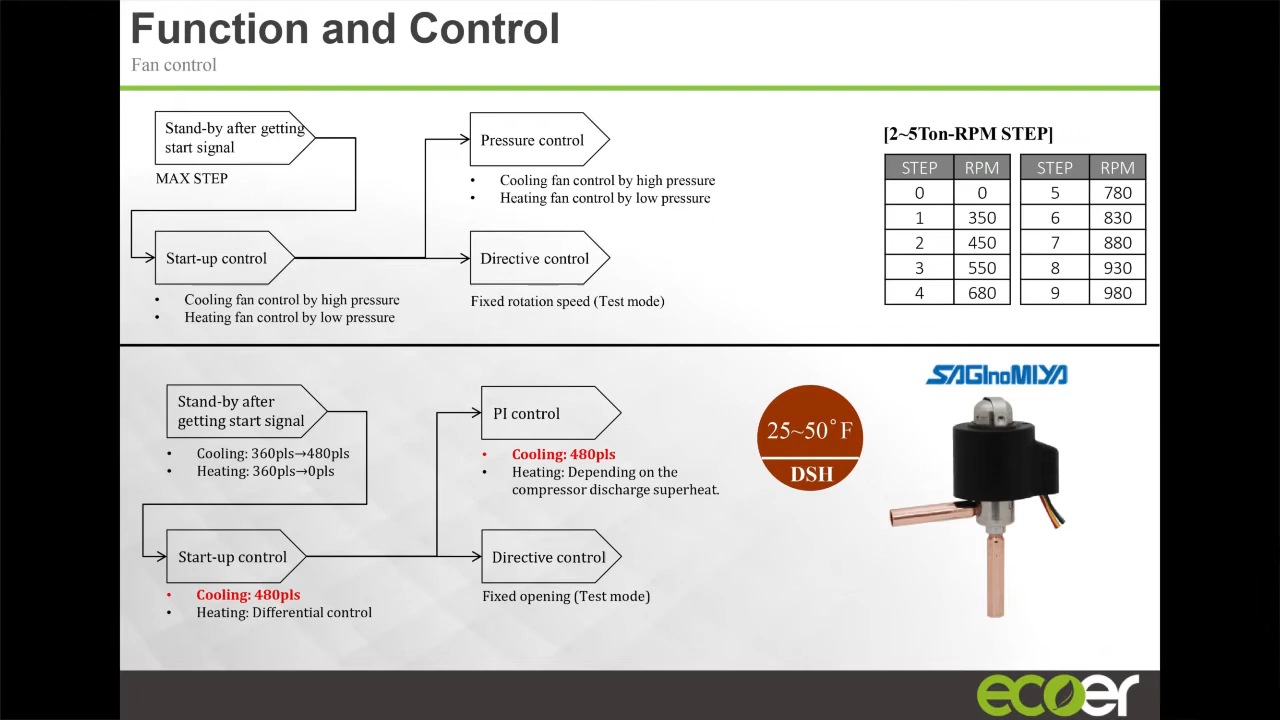 Function and Control
Fan control
Stand-by after getting
start signal
MAX STEP
Start-up control
• Cooling fan control by high pressure
• Heating fan control by low pressure
Pressure control
• Cooling fan control by high pressure
• Heating fan control by low pressure
Directive control
Fixed rotation speed (Test mode)
[2~5Ton-RPM STEP]
STEP RPM STEP RPM
0 0 5 780
1 350 6 830
2 450 7 880
3 550 8 930
4 680 9 980
Stand-by after
getting start signal
• Cooling: 360pls→480pls
• Heating: 360pls→0pls
Start-up control
• Cooling: 480pls
• Heating: Differential control
PI control
• Cooling: 480pls
• Heating: Depending on the
compressor discharge superheat.
Directive control
Fixed opening (Test mode)
25~50°F
DSH
SAGInoMIYA
ecoer